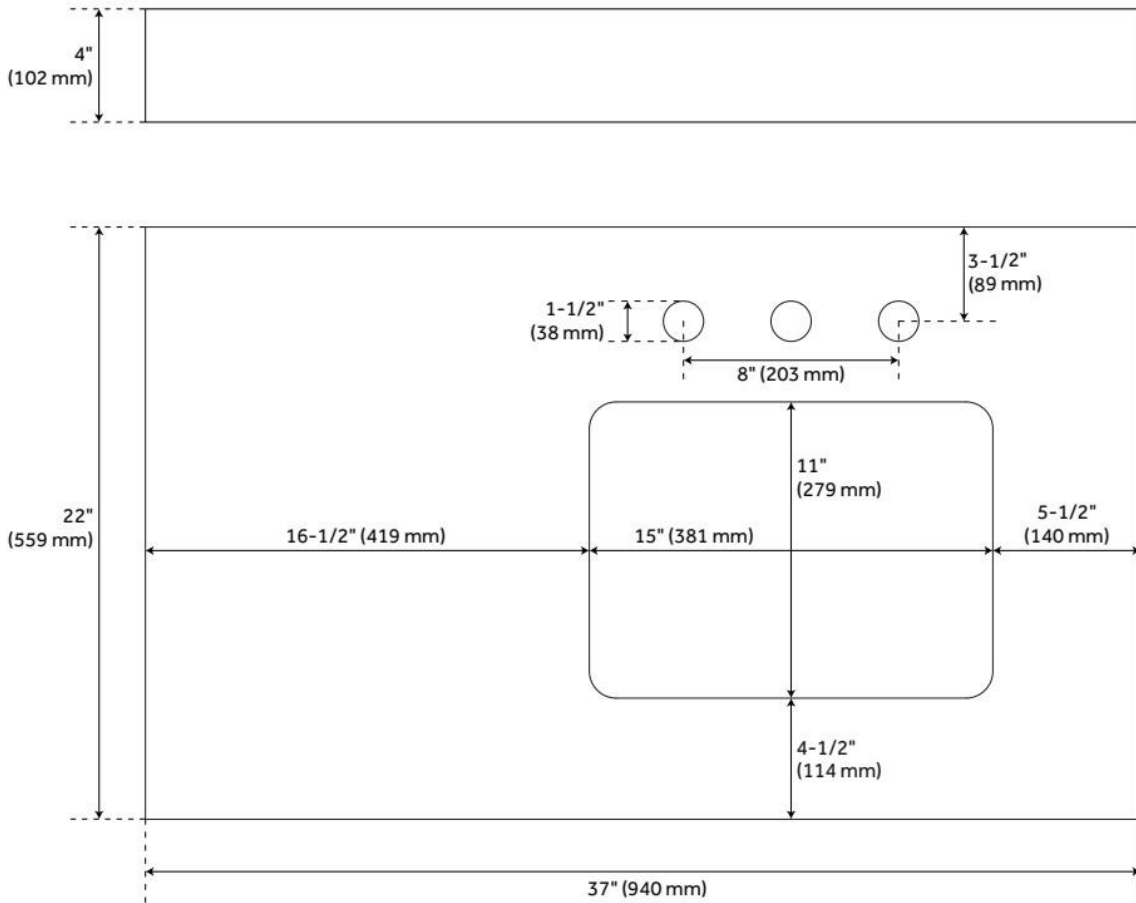 4"
(102 mm)
3-1/2"
(89 mm)
1-1/2"
(38 mm)
8" (203 mm)
11"
(279 mm)
22"
(559 mm)
16-1/2" (419 mm)
15" (381 mm)
5-1/2"
(140 mm)
4-1/2"
(114 mm)
37" (940 mm)